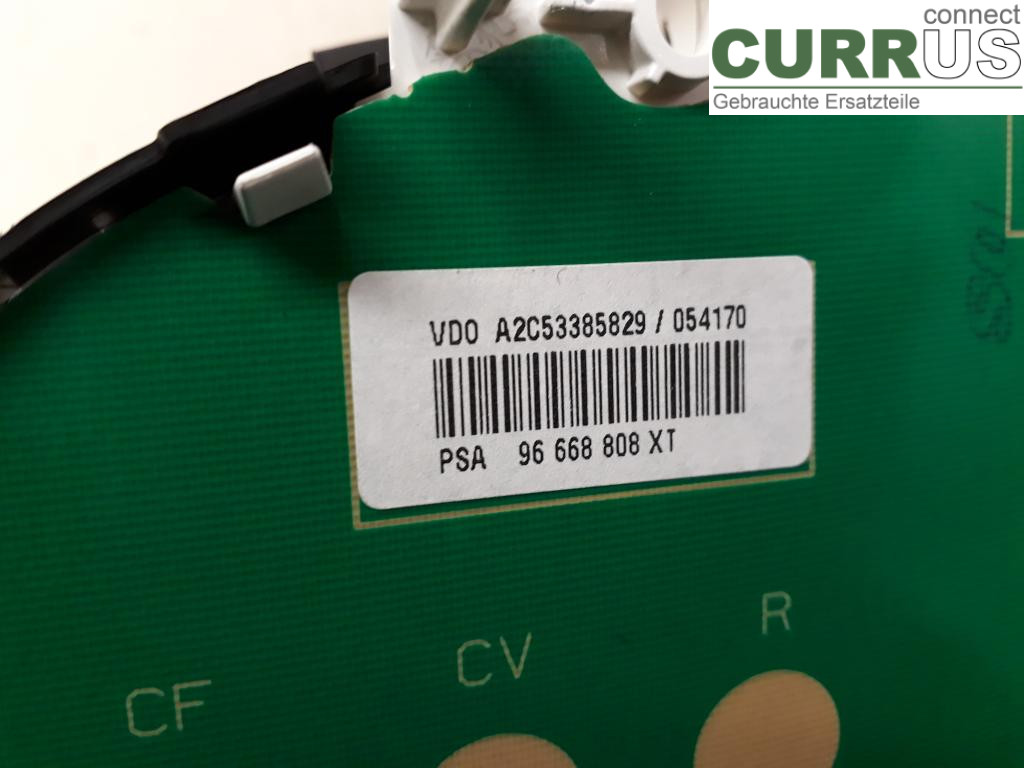 connect
CURRUS
Gebrauchte Ersatzteile
VDO A2C53385829 / 054170
PSA 96 668 808 XT
R
CV
CF